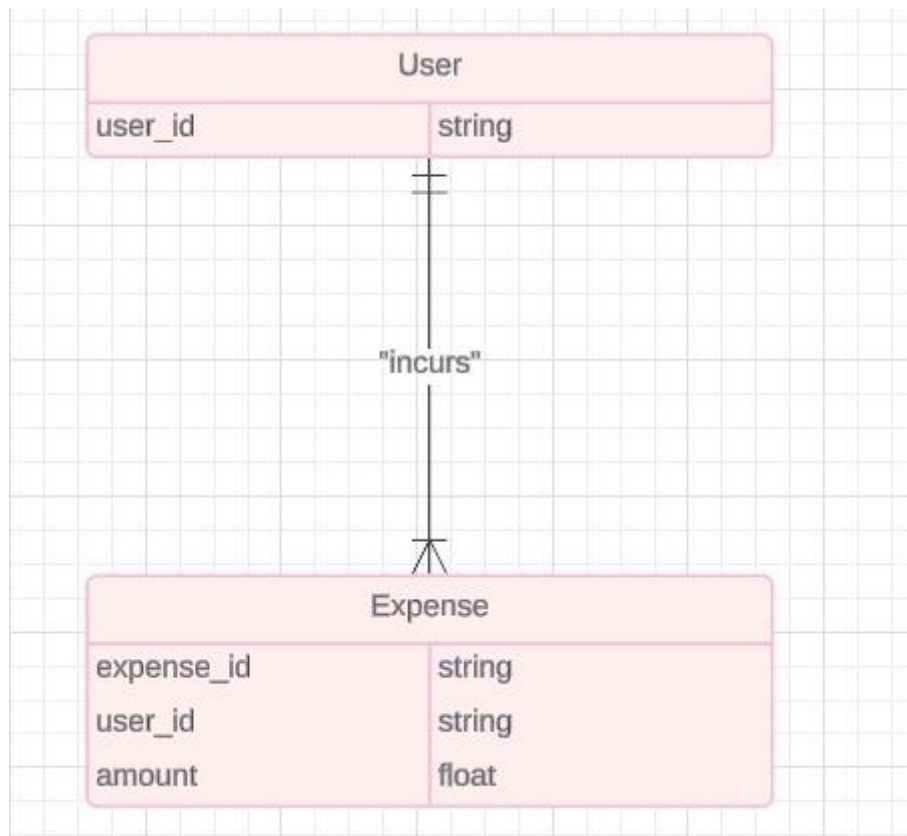 User
user_id string
"incurs"
Expense
expense_id string
user_id string
amount float